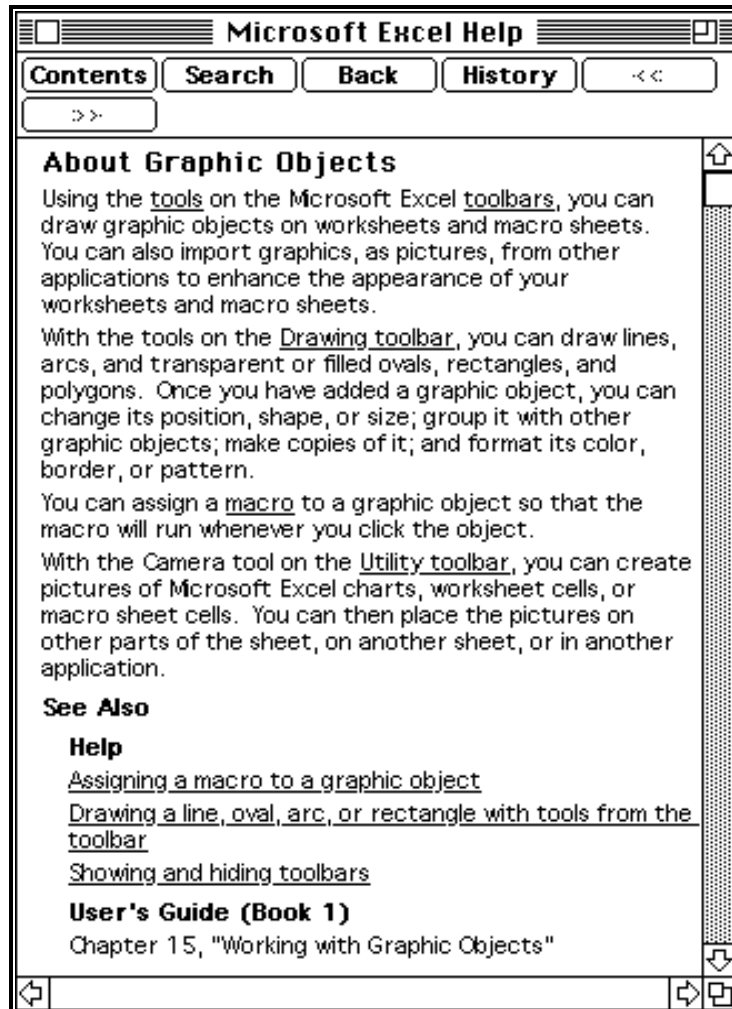 Microsoft Excel Help
Contents Search Back History <<
>>
About Graphic Objects
Using the tools on the Microsoft Excel toolbars, you can
draw graphic objects on worksheets and macro sheets.
You can also import graphics, as pictures, from other
applications to enhance the appearance of your
worksheets and macro sheets.
With the tools on the Drawing toolbar, you can draw lines,
arcs, and transparent or filled ovals, rectangles, and
polygons.  Once you have added a graphic object, you can
change its position, shape, or size; group it with other
graphic objects; make copies of it; and format its color,
border, or pattern.
You can assign a macro to a graphic object so that the
macro will run whenever you click the object.
With the Camera tool on the Utility toolbar, you can create
pictures of Microsoft Excel charts, worksheet cells, or
macro sheet cells.  You can then place the pictures on
other parts of the sheet, on another sheet, or in another
application.
See Also
Help
Assigning a macro to a graphic object
Drawing a line, oval, arc, or rectangle with tools from the
toolbar
Showing and hiding toolbars
User's Guide (Book 1)
Chapter 15, "Working with Graphic Objects"